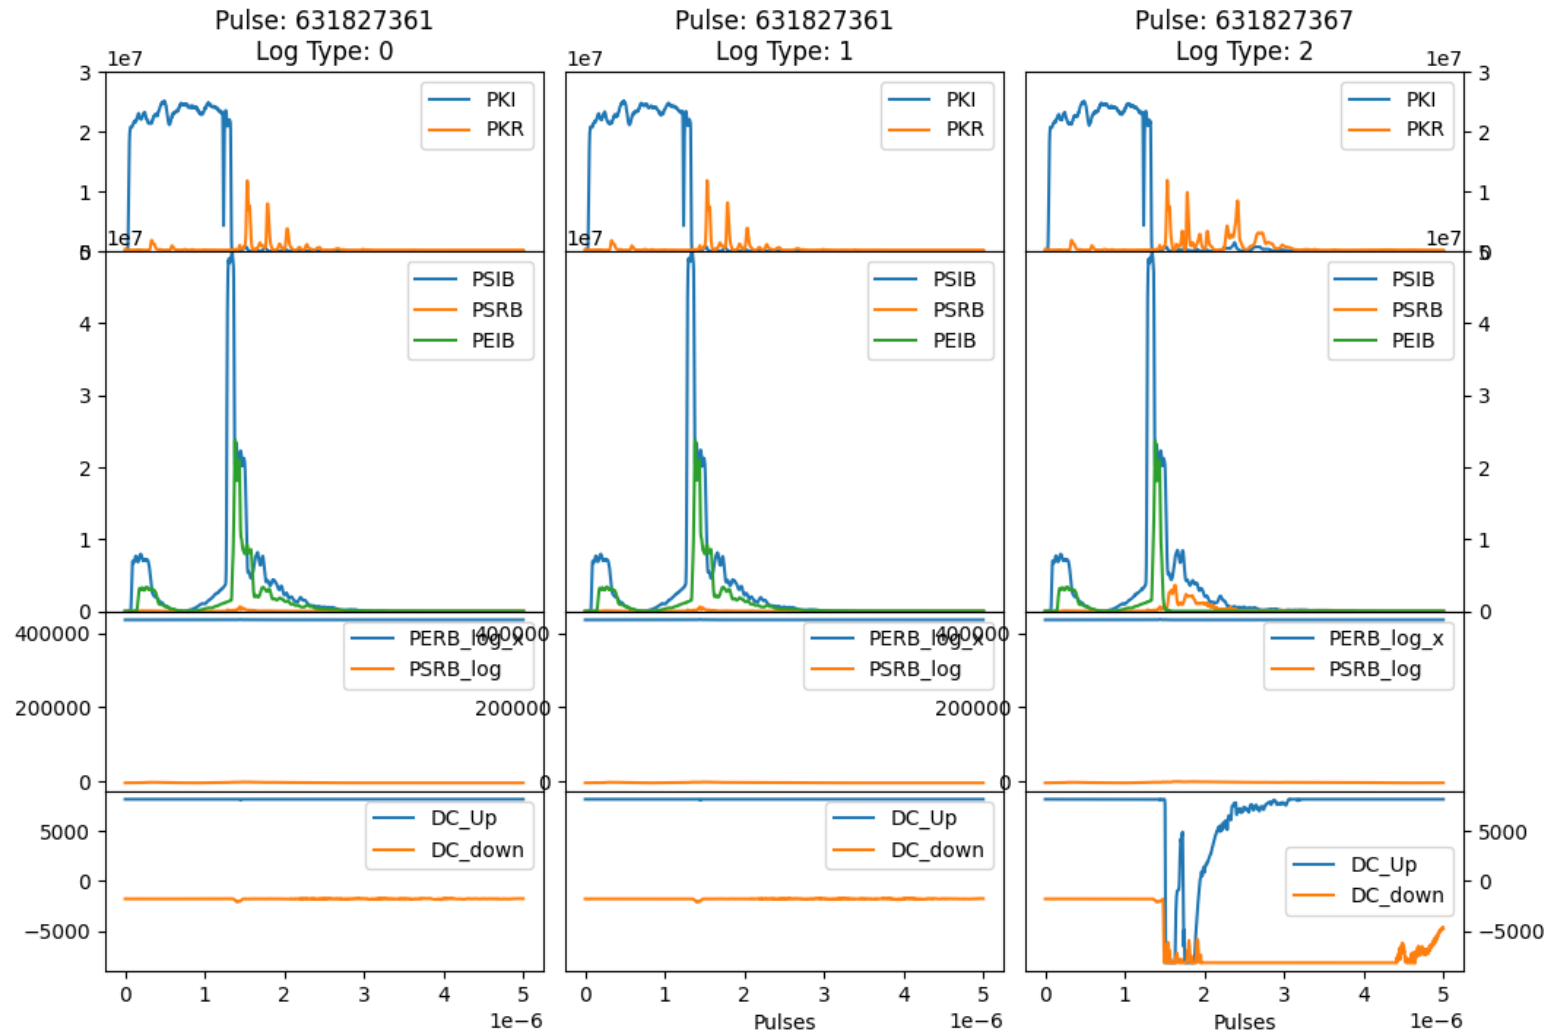 Pulse: 631827361
Log Type: 0
Pulse: 631827361
Log Type: 1
Pulse: 631827367
Log Type: 2
1e7
1e7
1e7
3
2
1
0
PKI
PKR
PKI
PKR
PKI
PKR
3
2
1
0
1e7
1e7
1e7
5
4
3
2
1
0
PSIB
PSRB
PEIB
PSIB
PSRB
PEIB
PSIB
PSRB
PEIB
5
4
3
2
1
0
400000
200000
0
PERB_log_x
PSRB_log
400000
200000
0
PERB_log_x
PSRB_log
400000
200000
0
PERB_log_x
PSRB_log
5000
0
−5000
DC_Up
DC_down
DC_Up
DC_down
DC_Up
DC_down
5000
0
−5000
0 1 2 3 4 5
1e−6
0 1 2 3 4 5
Pulses
1e−6
0 1 2 3 4 5
Pulses
1e−6